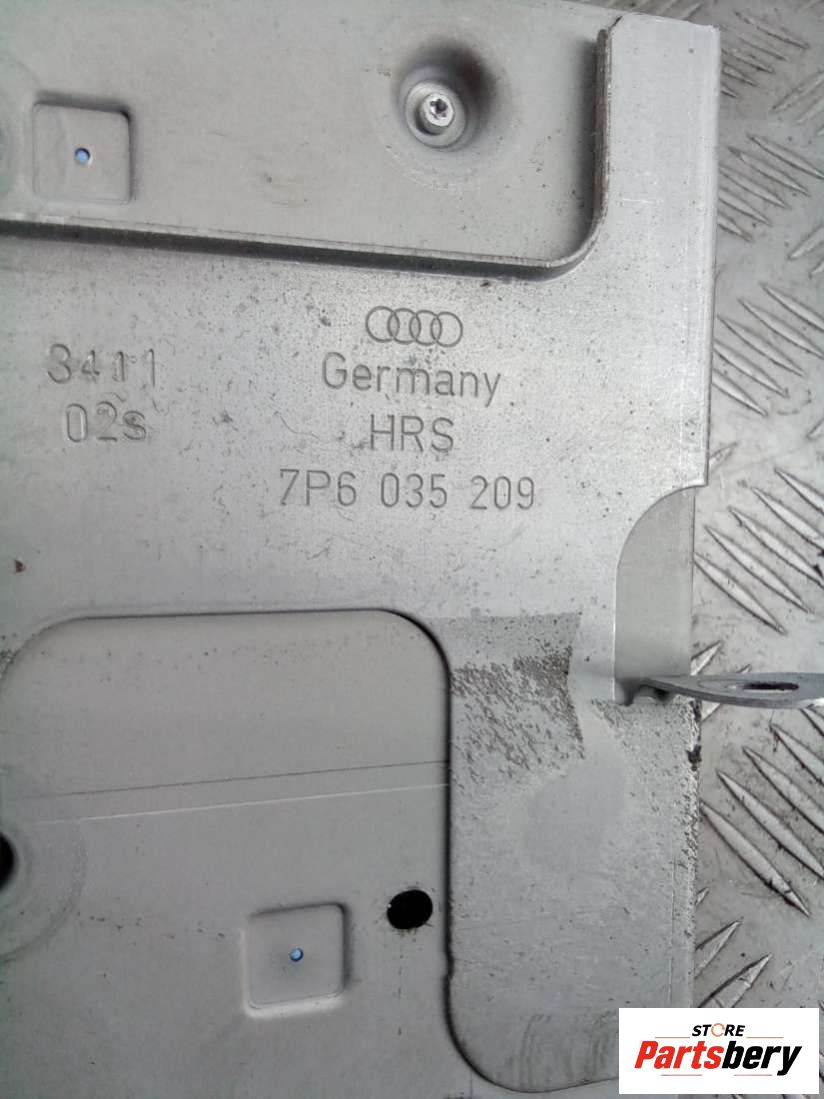 3411
02s
Germany
HRS
7P6 035 209
STORE
Partsbery